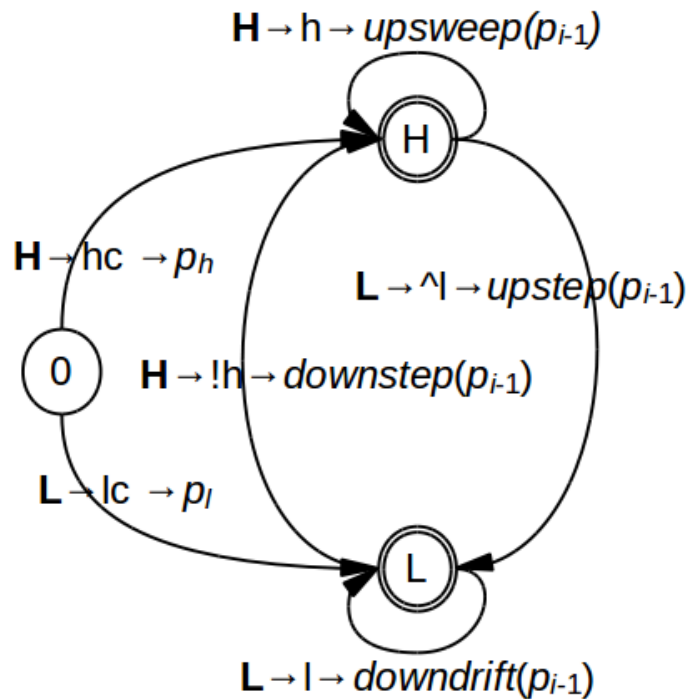 H→h→upsweep(pi-1)
H
H→hc →ph
L→^l→upstep(pi-1)
0
H→!h→downstep(pi-1)
L→lc →pl
L
L→l→downdrift(pi-1)